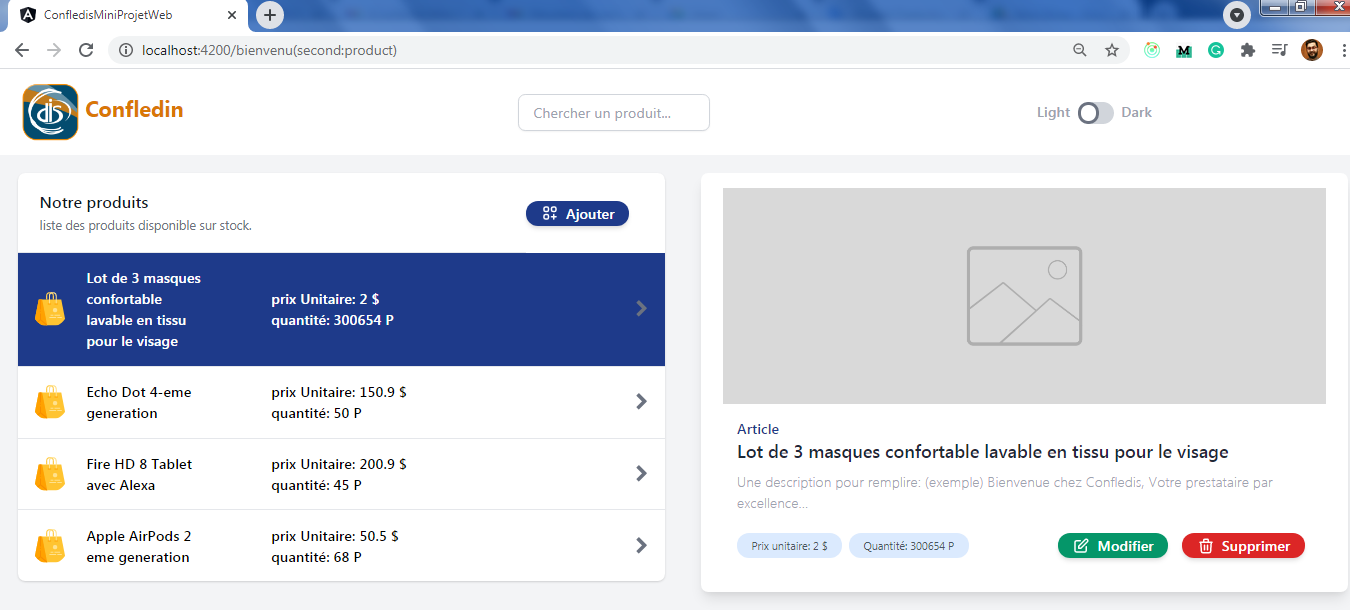 ConfledisMiniProjetWeb
localhost:4200/bienvenu(second:product)
dis Confledin
Chercher un produit...
Light Dark
Notre produits
liste des produits disponible sur stock.
Ajouter
Lot de 3 masques
confortable
lavable en tissu
pour le visage
prix Unitaire: 2 $
quantité: 300654 P
Echo Dot 4-eme
generation
prix Unitaire: 150.9 $
quantité: 50 P
Fire HD 8 Tablet
avec Alexa
prix Unitaire: 200.9 $
quantité: 45 P
Apple AirPods 2
eme generation
prix Unitaire: 50.5 $
quantité: 68 P
Article
Lot de 3 masques confortable lavable en tissu pour le visage
Une description pour remplire: (exemple) Bienvenue chez Confledis, Votre prestataire par
excellence...
Prix unitaire: 2 $
Quantité: 300654 P
Modifier
Supprimer